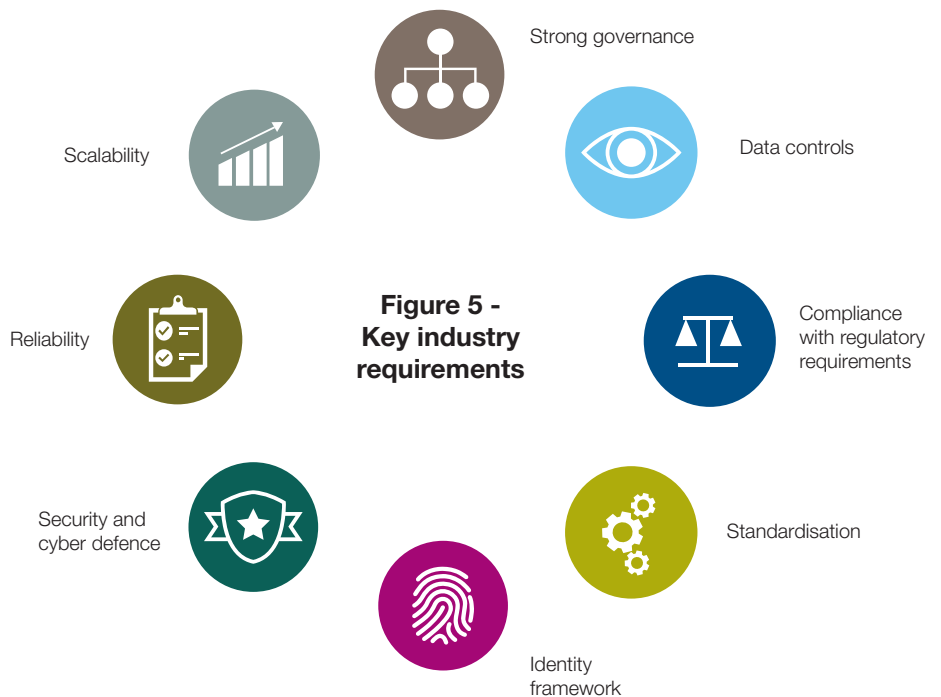 Strong governance
Data controls
Compliance
with regulatory
requirements
Standardisation
Identity
framework
Security and
cyber defence
Reliability
Scalability
Figure 5 -
Key industry
requirements